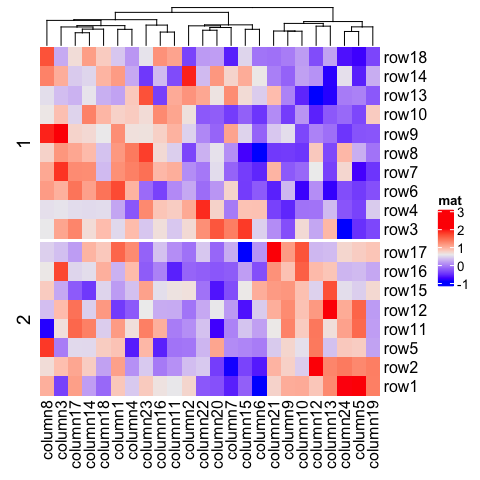 1
row18
row14
row13
row10
row9
row8
row7
row6
row4
row3
2
row17
row16
row15
row12
row11
row5
row2
row1
mat
3
2
1
0
-1
column8
column3
column17
column14
column18
column1
column4
column23
column16
column11
column2
column22
column20
column7
column15
column6
column21
column9
column10
column12
column13
column24
column5
column19